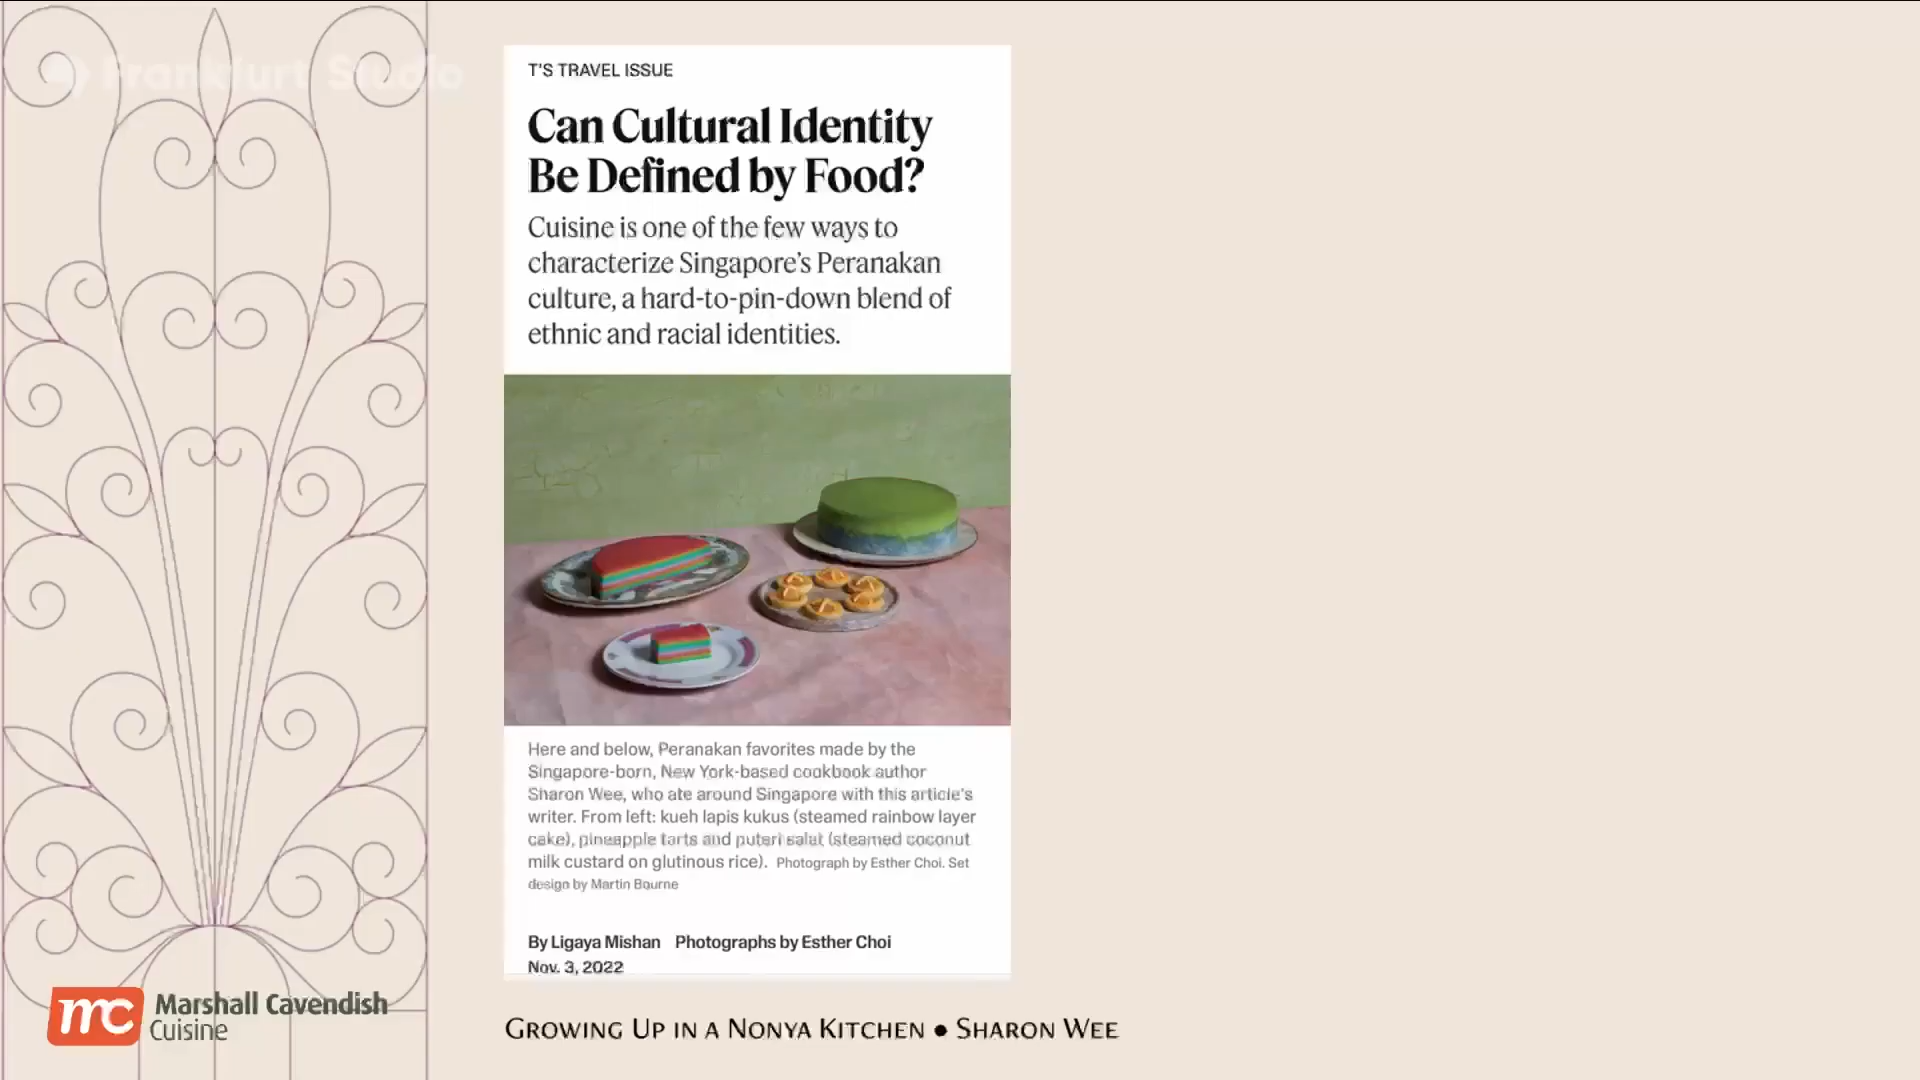 Frankfurt Studio
T'S TRAVEL ISSUE
Can Cultural Identity
Be Defined by Food?
Cuisine is one of the few ways to
characterize Singapore's Peranakan
culture, a hard-to-pin-down blend of
ethnic and racial identities.
Here and below, Peranakan favorites made by the
Singapore-born, New York-based cookbook author
Sharon Wee, who ate around Singapore with this article's
writer. From left: kueh lapis kukus (steamed rainbow layer
cake), pineapple tarts and puteri salat (steamed coconut
milk custard on glutinous rice). Photograph by Esther Choi. Set
design by Martin Bourne
By Ligaya Mishan Photographs by Esther Choi
Nov. 3, 2022
mc Marshall Cavendish
Cuisine
GROWING UP IN A NONYA KITCHEN ● SHARON WEE